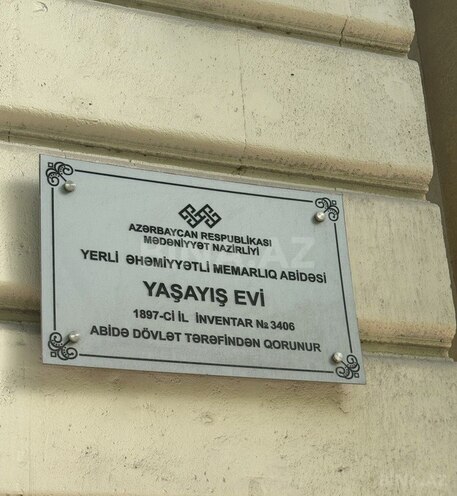 AZƏRBAYCAN RESPUBLİKASI
MƏDƏNİYYƏT NAZİRLİYİ
YERLİ ƏHƏMİYYƏTLİ MEMARLIQ ABİDƏSİ
YAŞAYIŞ EVİ
1897-Cİ İL İNVENTAR №3406
ABİDƏ DÖVLƏT TƏRƏFİNDƏN QORUNUR